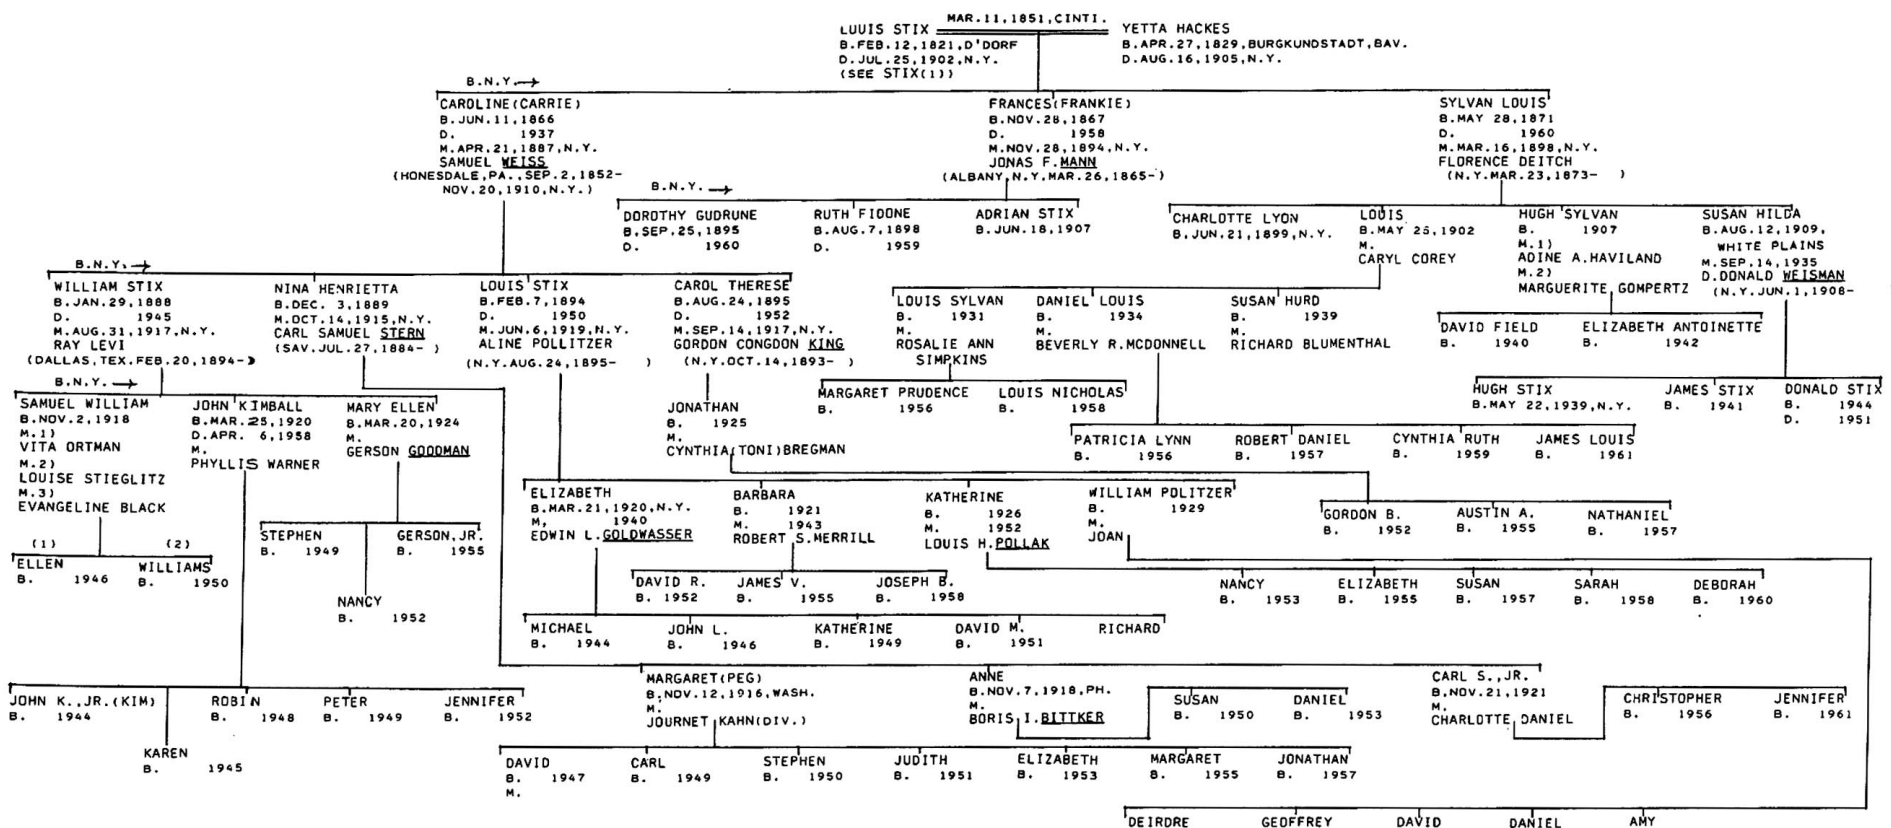 MAR.11,1851,CINTI.
LUUIS STIX
B.FEB.12,1821,D'DORF
D.JUL.25,1902,N.Y.
(SEE STIX(1))
YETTA HACKES
B.APR.27,1829,BURGKUNDSTADT,BAV.
D.AUG.16,1905,N.Y.
B.N.Y.→
CAROLINE(CARRIE)
B.JUN.11,1866
D. 1937
M.APR.21,1887,N.Y.
SAMUEL WEISS
(HONESDALE,PA.,SEP.2,1852-
NOV.20,1910,N.Y.)
FRANCES(FRANKIE)
B.NOV.28,1867
D. 1958
M.NOV.28,1894,N.Y.
JONAS F.MANN
(ALBANY,N.Y.MAR.26,1865- )
SYLVAN LOUIS
B.MAY 28,1871
D. 1960
M.MAR.16,1898,N.Y.
FLORENCE DEITCH
(N.Y.MAR.23,1873- )
B.N.Y.→
DOROTHY GUDRUNE
B.SEP.25,1895
D. 1960
RUTH FIDONE
B.AUG.7,1898
D. 1959
ADRIAN STIX
B.JUN.18,1907
CHARLOTTE LYON
B.JUN.21,1899,N.Y.
LOUIS
B.MAY 25,1902
M.
CARYL COREY
HUGH SYLVAN
B. 1907
M.1)
ADINE A.HAVILAND
M.2)
MARGUERITE GOMPERTZ
SUSAN HILDA
B.AUG.12,1909,
WHITE PLAINS
M.SEP.14,1935
D.DONALD WEISMAN
(N.Y.JUN.1,1908-
B.N.Y.→
WILLIAM STIX
B.JAN.29,1888
D. 1945
M.AUG.31,1917,N.Y.
RAY LEVI
(DALLAS,TEX.FEB.20,1894-)
NINA HENRIETTA
B.DEC. 3,1889
M.OCT.14,1915,N.Y.
CARL SAMUEL STERN
(SAV.JUL.27,1884- )
LOUIS STIX
B.FEB.7,1894
D. 1950
M.JUN.6,1919,N.Y.
ALINE POLLITZER
(N.Y.AUG.24,1895-
CAROL THERESE
B.AUG.24,1895
D. 1952
M.SEP.14,1917,N.Y.
GORDON CONGDON KING
(N.Y.OCT.14,1893- )
LOUIS SYLVAN
B. 1931
M.
ROSALIE ANN
SIMPKINS
DANIEL LOUIS
B. 1934
M.
BEVERLY R.MCDONNELL
SUSAN HURD
B. 1939
M.
RICHARD BLUMENTHAL
DAVID FIELD
B. 1940
ELIZABETH ANTOINETTE
B. 1942
HUGH STIX
B.MAY 22,1939,N.Y.
JAMES STIX
B. 1941
DONALD STIX
B. 1944
D. 1951
B.N.Y.→
SAMUEL WILLIAM
B.NOV.2,1918
M.1)
VITA ORTMAN
M.2)
LOUISE STIEGLITZ
M.3)
EVANGELINE BLACK
JOHN KIMBALL
B.MAR.25,1920
D.APR. 6,1958
M.
PHYLLIS WARNER
MARY ELLEN
B.MAR.20,1924
M.
GERSON GOODMAN
JONATHAN
B. 1925
M.
CYNTHIA(TONI)BREGMAN
MARGARET PRUDENCE
B. 1956
LOUIS NICHOLAS
B. 1958
PATRICIA LYNN
B. 1956
ROBERT DANIEL
B. 1957
CYNTHIA RUTH
B. 1959
JAMES LOUIS
B. 1961
ELIZABETH
B.MAR.21,1920,N.Y.
M, 1940
EDWIN L.GOLDWASSER
BARBARA
B. 1921
M. 1943
ROBERT S.MERRILL
KATHERINE
B. 1926
M. 1952
LOUIS H.POLLAK
WILLIAM POLITZER
B. 1929
M.
JOAN
GORDON B.
B. 1952
AUSTIN A.
B. 1955
NATHANIEL
B. 1957
STEPHEN
B. 1949
GERSON,JR.
B. 1955
NANCY
B. 1952
(1) (2)
ELLEN
B. 1946
WILLIAMS
B. 1950
DAVID R.
B. 1952
JAMES V.
B. 1955
JOSEPH B.
B. 1958
NANCY
B. 1953
ELIZABETH
B. 1955
SUSAN
B. 1957
SARAH
B. 1958
DEBORAH
B. 1960
MICHAEL
B. 1944
JOHN L.
B. 1946
KATHERINE
B. 1949
DAVID M.
B. 1951
RICHARD
JOHN K.,JR.(KIM)
B. 1944
ROBIN
B. 1948
PETER
B. 1949
JENNIFER
B. 1952
KAREN
B. 1945
MARGARET(PEG)
B.NOV.12,1916,WASH.
M.
JOURNET KAHN(DIV.)
ANNE
B.NOV.7,1918,PH.
M.
BORIS I.BITTKER
SUSAN
B. 1950
DANIEL
B. 1953
CARL S.,JR.
B.NOV.21,1921
M.
CHARLOTTE DANIEL
CHRISTOPHER
B. 1956
JENNIFER
B. 1961
DAVID
B. 1947
M.
CARL
B. 1949
STEPHEN
B. 1950
JUDITH
B. 1951
ELIZABETH
B. 1953
MARGARET
B. 1955
JONATHAN
B. 1957
DEIRDRE
GEOFFREY
DAVID
DANIEL
AMY